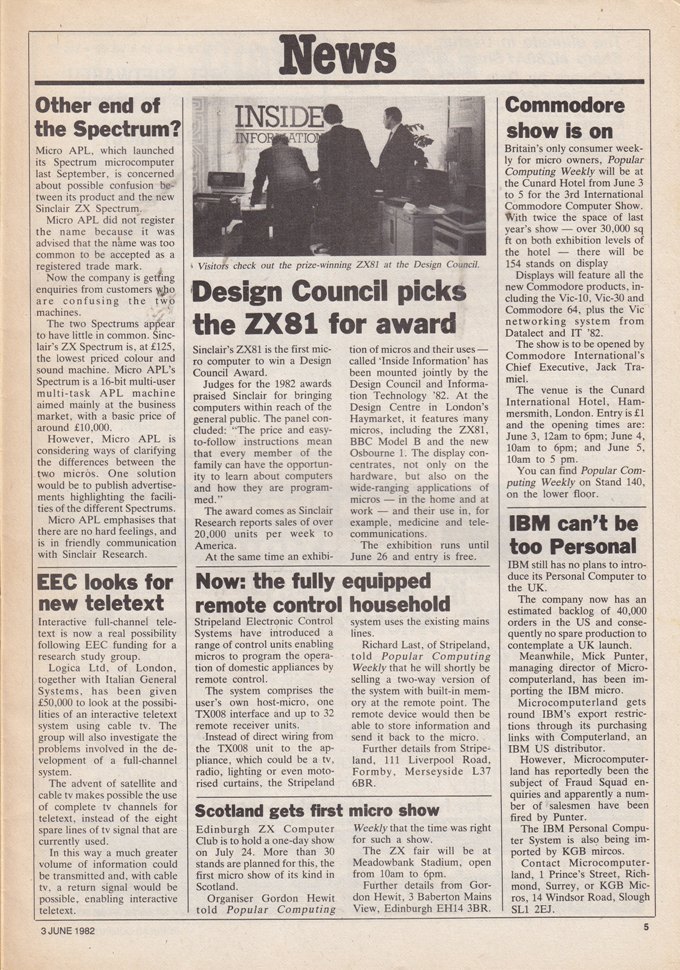 News
Other end of
the Spectrum?
Micro APL, which launched
its Spectrum microcomputer
last September, is concerned
about possible confusion be-
tween its product and the new
Sinclair ZX Spectrum.
Micro APL did not register
the name because it was
advised that the name was too
common to be accepted as a
registered trade mark.
Now the company is getting
enquiries from customers who
are confusing the two
machines.
The two Spectrums appear
to have little in common. Sinc-
lair's ZX Spectrum is, at £125,
the lowest priced colour and
sound machine. Micro APL's
Spectrum is a 16-bit multi-user
multi-task APL machine
aimed mainly at the business
market, with a basic price of
around £10,000.
However, Micro APL is
considering ways of clarifying
the differences between the
two micros. One solution
would be to publish advertise-
ments highlighting the facili-
ties of the different Spectrums.
Micro APL emphasises that
there are no hard feelings, and
is in friendly communication
with Sinclair Research.
EEC looks for
new teletext
Interactive full-channel tele-
text is now a real possibility
following EEC funding for a
research study group.
Logica Ltd, of London,
together with Italian General
Systems, has been given
£50,000 to look at the possibi-
lities of an interactive teletext
system using cable tv. The
group will also investigate the
problems involved in the de-
velopment of a full-channel
system.
The advent of satellite and
cable tv makes possible the use
of complete tv channels for
teletext, instead of the eight
spare lines of tv signal that are
currently used.
In this way a much greater
volume of information could
be transmitted and, with cable
tv, a return signal would be
possible, enabling interactive
teletext.
INSIDE
INFORMATION
Visitors check out the prize-winning ZX81 at the Design Council.
Design Council picks
the ZX81 for award
Sinclair's ZX81 is the first mic-
ro computer to win a Design
Council Award.
Judges for the 1982 awards
praised Sinclair for bringing
computers within reach of the
general public. The panel con-
cluded: "The price and easy-
to-follow instructions mean
that every member of the
family can have the opportun-
ity to learn about computers
and how they are program-
med."
The award comes as Sinclair
Research reports sales of over
20,000 units per week to
America.
At the same time an exhibi-
tion of micros and their uses —
called 'Inside Information' has
been mounted jointly by the
Design Council and Informa-
tion Technology '82. At the
Design Centre in London's
Haymarket, it features many
micros, including the ZX81,
BBC Model B and the new
Osbourne 1. The display con-
centrates, not only on the
hardware, but also on the
wide-ranging applications of
micros — in the home and at
work — and their use in, for
example, medicine and tele-
communications.
The exhibition runs until
June 26 and entry is free.
Now: the fully equipped
remote control household
Stripeland Electronic Control
Systems have introduced a
range of control units enabling
micros to program the opera-
tion of domestic appliances by
remote control.
The system comprises the
user's own host-micro, one
TX008 interface and up to 32
remote receiver units.
Instead of direct wiring from
the TX008 unit to the ap-
pliance, which could be a tv,
radio, lighting or even moto-
rised curtains, the Stripeland
system uses the existing mains
lines.
Richard Last, of Stripeland,
told Popular Computing
Weekly that he will shortly be
selling a two-way version of
the system with built-in mem-
ory at the remote point. The
remote device would then be
able to store information and
send it back to the micro.
Further details from Stripe-
land, 111 Liverpool Road,
Formby, Merseyside L37
6BR.
Scotland gets first micro show
Edinburgh ZX Computer
Club is to hold a one-day show
on July 24. More than 30
stands are planned for this, the
first micro show of its kind in
Scotland.
Organiser Gordon Hewit
told Popular Computing
Weekly that the time was right
for such a show.
The ZX fair will be at
Meadowbank Stadium, open
from 10am to 6pm.
Further details from Gor-
don Hewit, 3 Baberton Mains
View, Edinburgh EH14 3BR.
Commodore
show is on
Britain's only consumer week-
ly for micro owners, Popular
Computing Weekly will be at
the Cunard Hotel from June 3
to 5 for the 3rd International
Commodore Computer Show.
With twice the space of last
year's show — over 30,000 sq
ft on both exhibition levels of
the hotel — there will be
154 stands on display
Displays will feature all the
new Commodore products, in-
cluding the Vic-10, Vic-30 and
Commodore 64, plus the Vic
networking system from
Datalect and IT '82.
The show is to be opened by
Commodore International's
Chief Executive, Jack Tra-
miel.
The venue is the Cunard
International Hotel, Ham-
mersmith, London. Entry is £1
and the opening times are:
June 3, 12am to 6pm; June 4,
10am to 6pm; and June 5,
10am to 5 pm.
You can find Popular Com-
puting Weekly on Stand 140,
on the lower floor.
IBM can't be
too Personal
IBM still has no plans to intro-
duce its Personal Computer to
the UK.
The company now has an
estimated backlog of 40,000
orders in the US and conse-
quently no spare production to
contemplate a UK launch.
Meanwhile, Mick Punter,
managing director of Micro-
computerland, has been im-
porting the IBM micro.
Microcomputerland gets
round IBM's export restric-
tions through its purchasing
links with Computerland, an
IBM US distributor.
However, Microcomputer-
land has reportedly been the
subject of Fraud Squad en-
quiries and apparently a num-
ber of salesmen have been
fired by Punter.
The IBM Personal Compu-
ter System is also being im-
ported by KGB mircos.
Contact Microcomputer-
land, 1 Prince's Street, Rich-
mond, Surrey, or KGB Mic-
ros, 14 Windsor Road, Slough
SL1 2EJ.
3 JUNE 1982
5